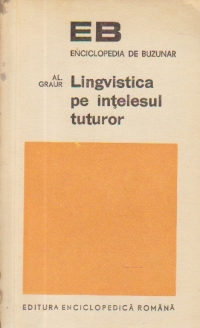 EB
ENCICLOPEDIA DE BUZUNAR
AL.
GRAUR
Lingvistica
pe înțelesul
tuturor
EDITURA ENCICLOPEDICĂ ROMÂNĂ